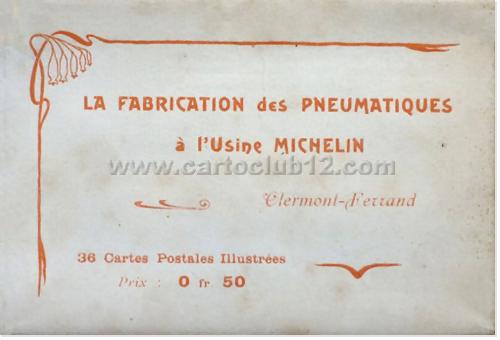 LA FABRICATION des PNEUMATIQUES
à l'Usine MICHELIN
www.cartoclub12.com
Clermont-Ferrand
36 Cartes Postales Illustrées
Prix : 0 fr. 50